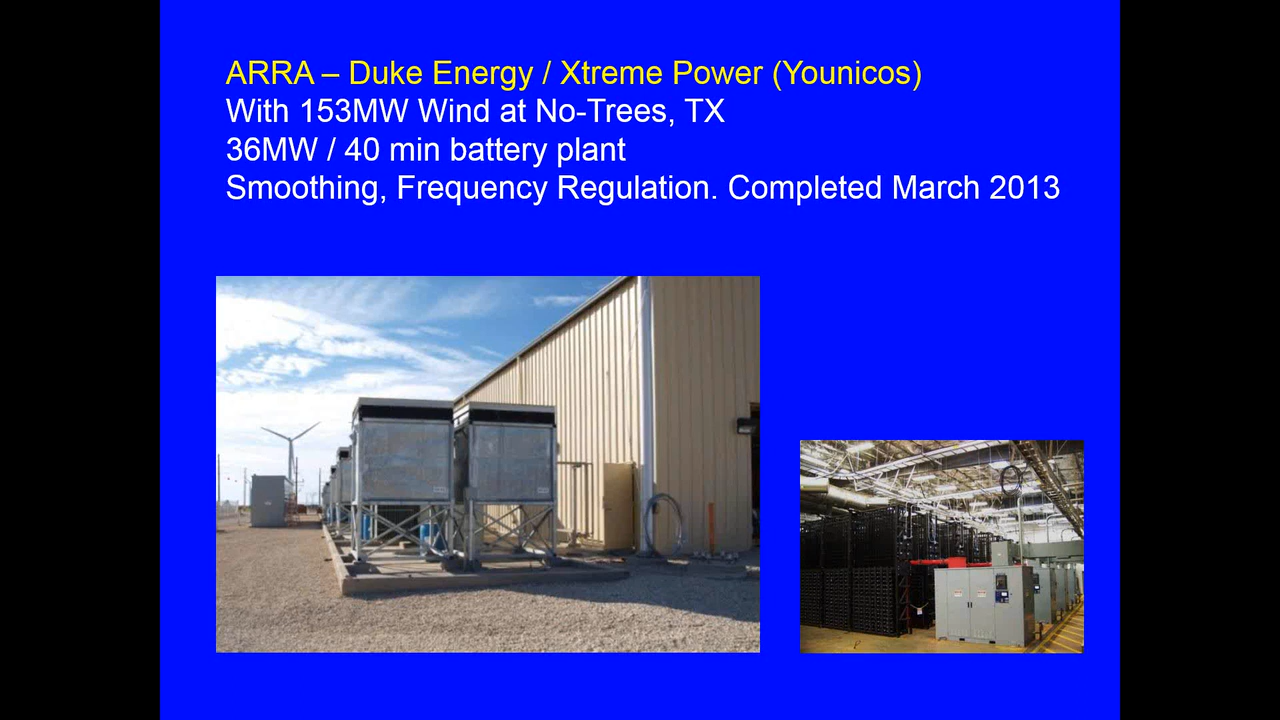 ARRA – Duke Energy / Xtreme Power (Younicos)
With 153MW Wind at No-Trees, TX
36MW / 40 min battery plant
Smoothing, Frequency Regulation. Completed March 2013